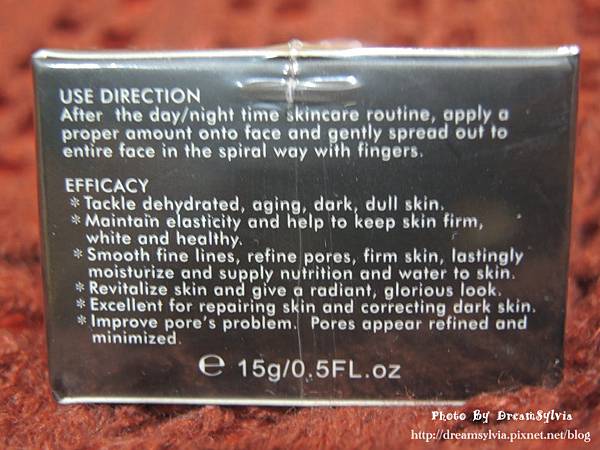 USE DIRECTION
After the day/night time skincare routine, apply a
proper amount onto face and gently spread out to
entire face in the spiral way with fingers.
EFFICACY
* Tackle dehydrated, aging, dark, dull skin.
* Maintain elasticity and help to keep skin firm,
white and healthy.
* Smooth fine lines, refine pores, firm skin, lastingly
moisturize and supply nutrition and water to skin.
* Revitalize skin and give a radiant, glorious look.
* Excellent for repairing skin and correcting dark skin.
* Improve pore's problem. Pores appear refined and
minimized.
℮ 15g/0.5FL.oz
Photo By DreamSylvia
http://dreamsylvia.pixnet.net/blog